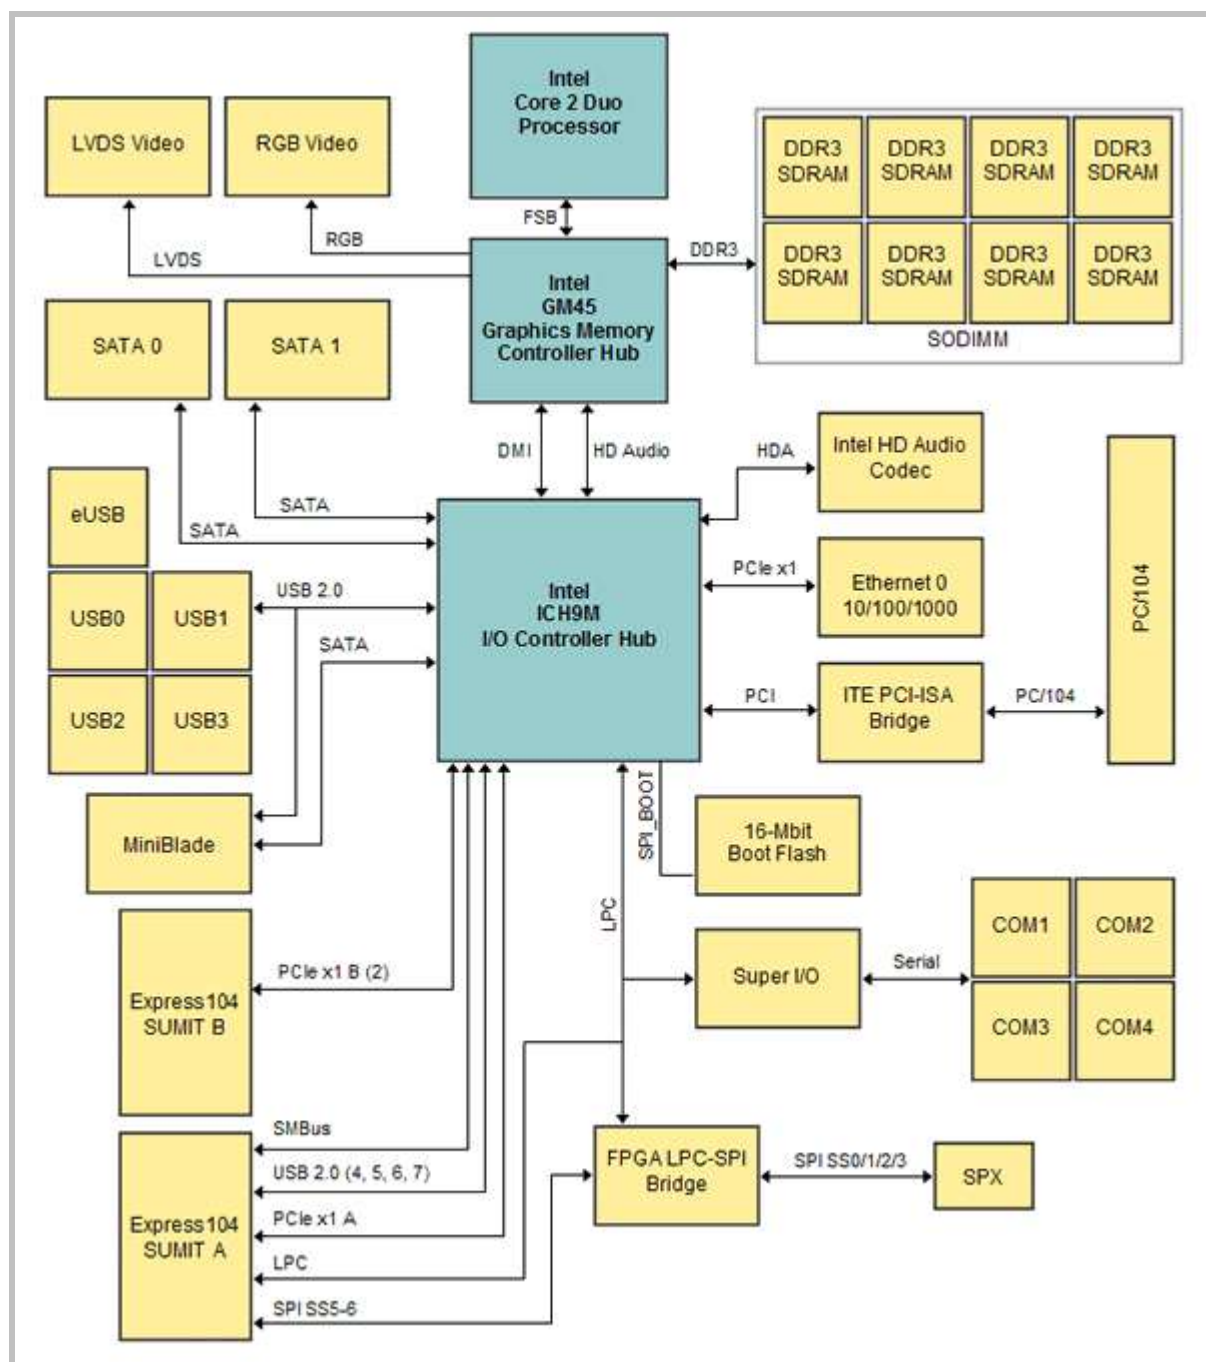 Intel
Core 2 Duo
Processor
LVDS Video
RGB Video
DDR3
SDRAM
DDR3
SDRAM
DDR3
SDRAM
DDR3
SDRAM
FSB
RGB
LVDS
DDR3
DDR3
SDRAM
DDR3
SDRAM
DDR3
SDRAM
DDR3
SDRAM
SODIMM
Intel
GM45
Graphics Memory
Controller Hub
SATA 0
SATA 1
DMI
HD Audio
HDA
Intel HD Audio
Codec
eUSB
SATA
SATA
PCIe x1
Ethernet 0
10/100/1000
PC/104
USB0
USB1
USB 2.0
Intel
ICH9M
I/O Controller Hub
SATA
USB2
USB3
PCI
ITE PCI-ISA
Bridge
PC/104
MiniBlade
SPI_BOOT
16-Mbit
Boot Flash
LPC
COM1
COM2
Express104
SUMIT B
PCIe x1 B (2)
Super I/O
Serial
COM3
COM4
SMBus
USB 2.0 (4, 5, 6, 7)
PCIe x1 A
LPC
SPI SS5-6
Express104
SUMIT A
FPGA LPC-SPI
Bridge
SPI SS0/1/2/3
SPX